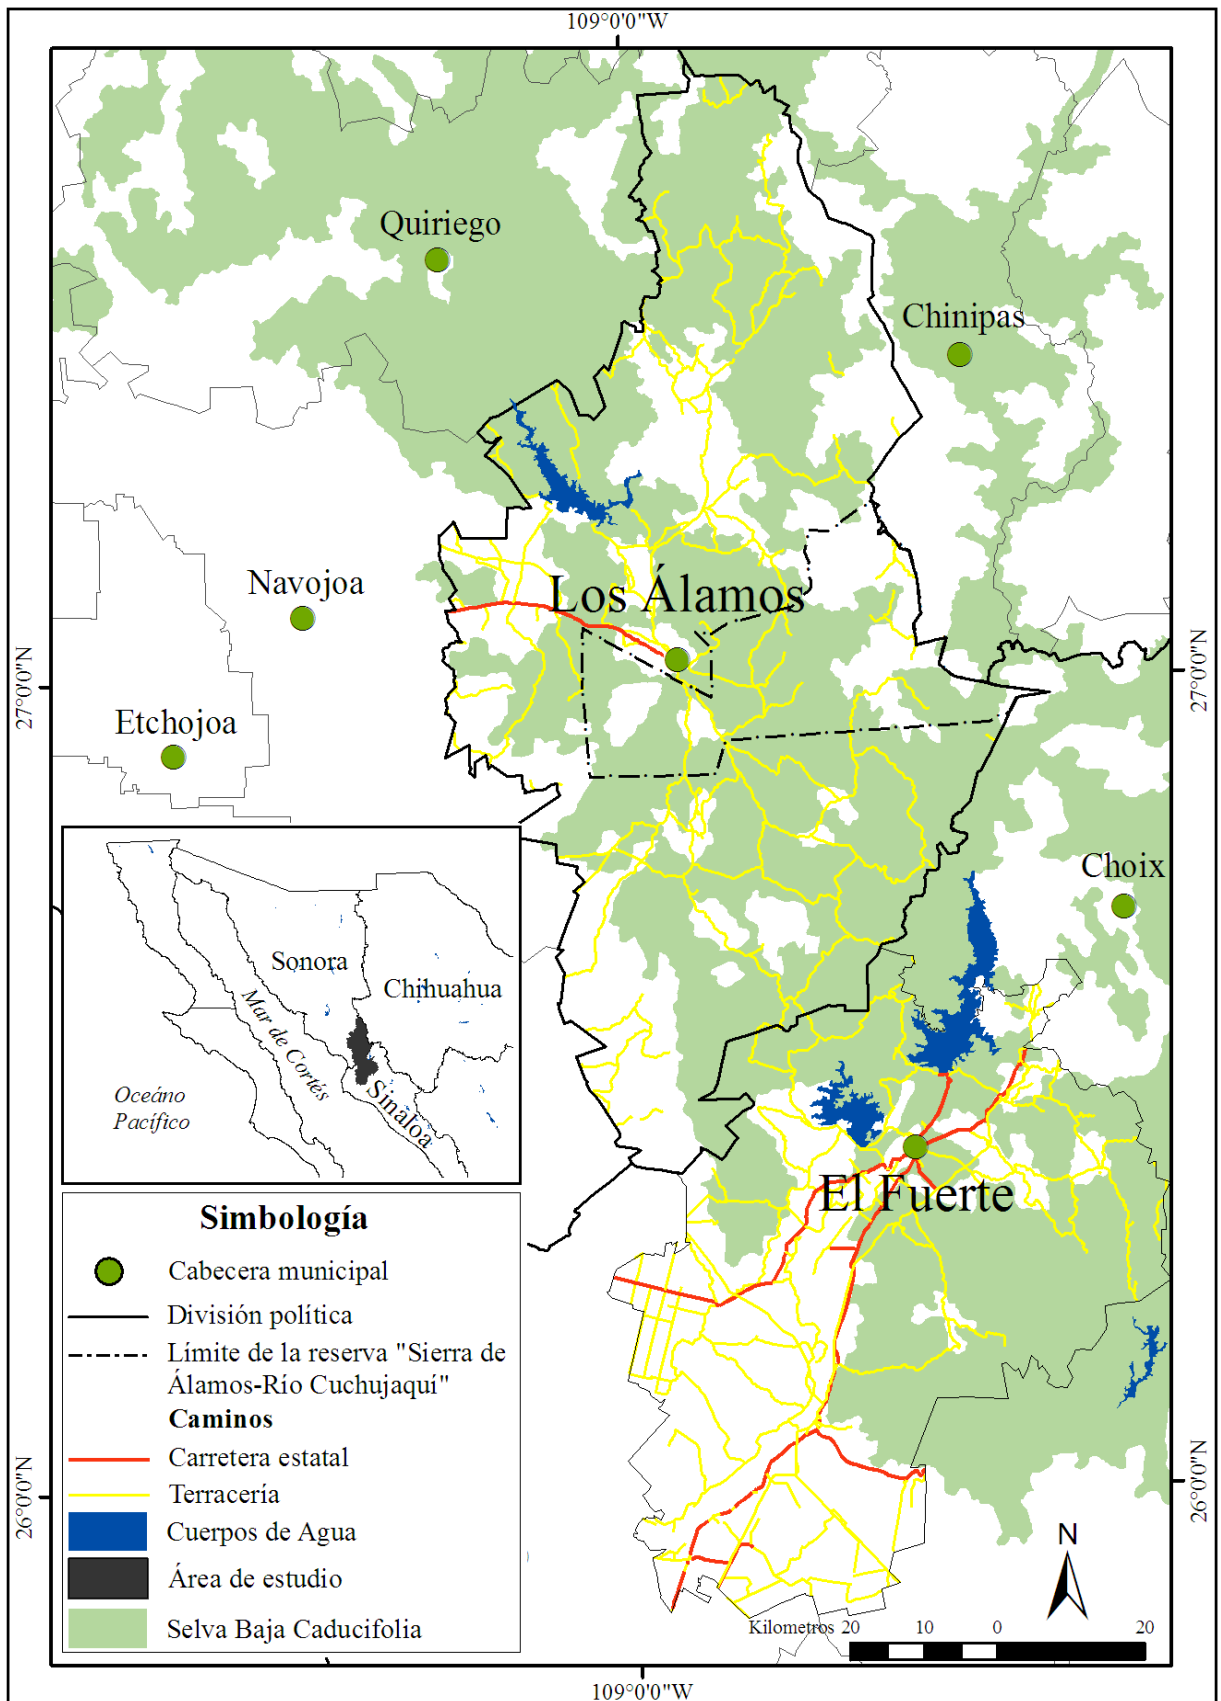 109°0'0"W
Quiriego
Chinipas
Los Álamos
Navojoa
27°0'0"N
27°0'0"N
Etchojoa
Choix
Sonora
Chihuahua
Mar de Cortés
Sinaloa
Oceáno
Pacífico
El Fuerte
Simbología
Cabecera municipal
División política
Límite de la reserva "Sierra de
Álamos-Río Cuchujaquí"
Caminos
Carretera estatal
Terracería
Cuerpos de Agua
Área de estudio
Selva Baja Caducifolia
26°0'0"N
26°0'0"N
N
Kilometros 20 10 0 20
109°0'0"W